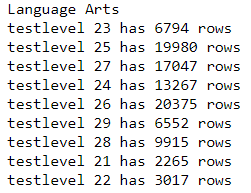 Language Arts
testlevel 23 has 6794 rows
testlevel 25 has 19980 rows
testlevel 27 has 17047 rows
testlevel 24 has 13267 rows
testlevel 26 has 20375 rows
testlevel 29 has 6552 rows
testlevel 28 has 9915 rows
testlevel 21 has 2265 rows
testlevel 22 has 3017 rows